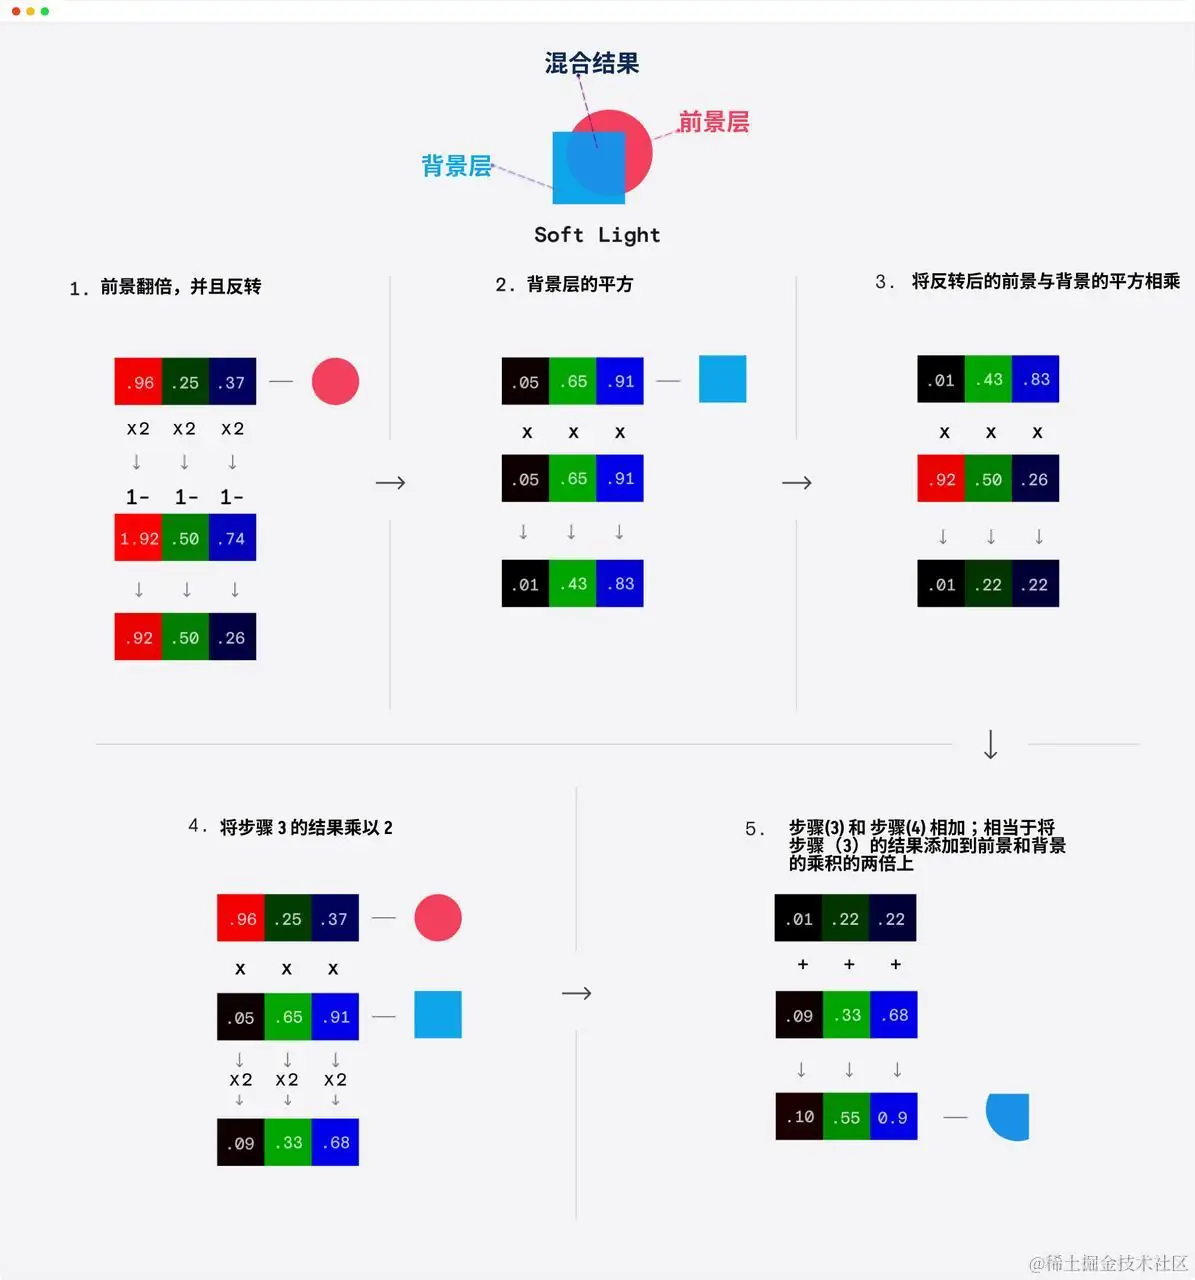 混合结果
前景层
背景层
Soft Light
1. 前景翻倍，并且反转
.96 .25 .37
x2 x2 x2
↓ ↓ ↓
1- 1- 1-
1.92 .50 .74
↓ ↓ ↓
.92 .50 .26
→
2. 背景层的平方
.05 .65 .91
x x x
.05 .65 .91
↓ ↓ ↓
.01 .43 .83
→
3. 将反转后的前景与背景的平方相乘
.01 .43 .83
x x x
.92 .50 .26
↓ ↓ ↓
.01 .22 .22
↓
4. 将步骤 3 的结果乘以 2
.96 .25 .37
x x x
.05 .65 .91
↓ ↓ ↓
x2 x2 x2
↓ ↓ ↓
.09 .33 .68
→
5. 步骤(3) 和 步骤(4) 相加；相当于将
步骤（3）的结果添加到前景和背景
的乘积的两倍上
.01 .22 .22
+ + +
.09 .33 .68
↓ ↓ ↓
.10 .55 0.9
@稀土掘金技术社区